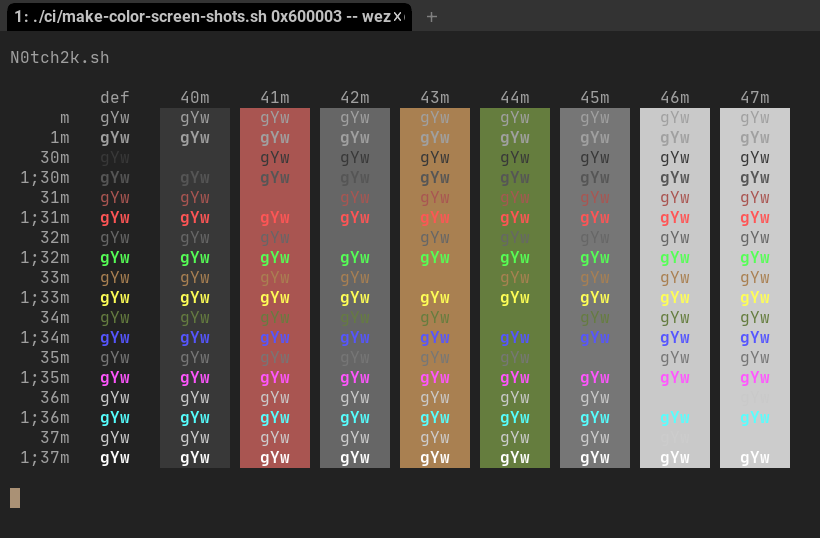 1: ./ci/make-color-screen-shots.sh 0x600003 -- wez
N0tch2k.sh
def 40m 41m 42m 43m 44m 45m 46m 47m
m gYw gYw gYw gYw gYw gYw gYw gYw gYw
1m gYw gYw gYw gYw gYw gYw gYw gYw gYw
30m gYw gYw gYw gYw gYw gYw gYw gYw
1;30m gYw gYw gYw gYw gYw gYw gYw gYw gYw
31m gYw gYw gYw gYw gYw gYw gYw gYw
1;31m gYw gYw gYw gYw gYw gYw gYw gYw gYw
32m gYw gYw gYw gYw gYw gYw gYw gYw
1;32m gYw gYw gYw gYw gYw gYw gYw gYw gYw
33m gYw gYw gYw gYw gYw gYw gYw gYw
1;33m gYw gYw gYw gYw gYw gYw gYw gYw gYw
34m gYw gYw gYw gYw gYw gYw gYw gYw
1;34m gYw gYw gYw gYw gYw gYw gYw gYw gYw
35m gYw gYw gYw gYw gYw gYw gYw gYw
1;35m gYw gYw gYw gYw gYw gYw gYw gYw gYw
36m gYw gYw gYw gYw gYw gYw gYw
1;36m gYw gYw gYw gYw gYw gYw gYw gYw gYw
37m gYw gYw gYw gYw gYw gYw gYw
1;37m gYw gYw gYw gYw gYw gYw gYw gYw gYw